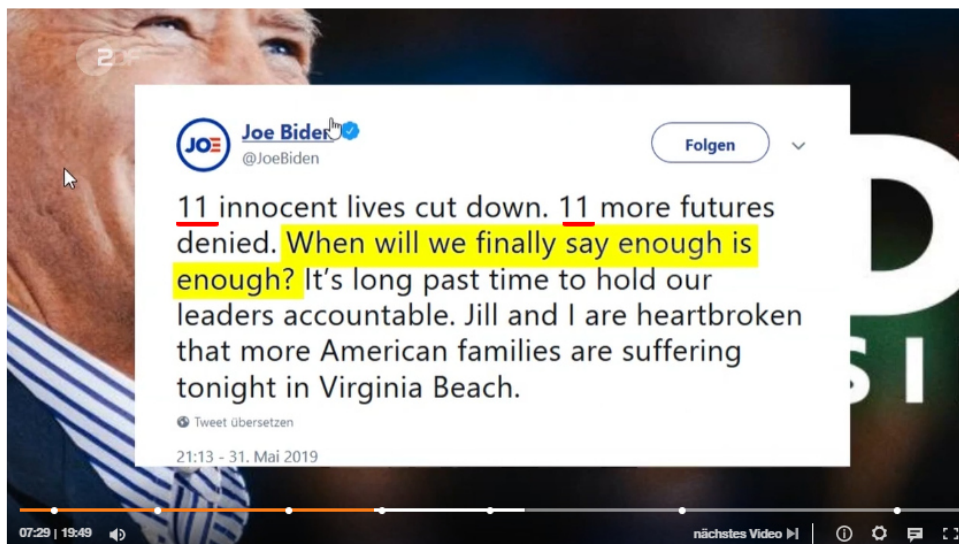 ZDF
JOE
Joe Biden
@JoeBiden
Folgen
11 innocent lives cut down. 11 more futures
denied. When will we finally say enough is
enough? It's long past time to hold our
leaders accountable. Jill and I are heartbroken
that more American families are suffering
tonight in Virginia Beach.
Tweet übersetzen
21:13 - 31. Mai 2019
D
SI
07:29 | 19:49
nächstes Video